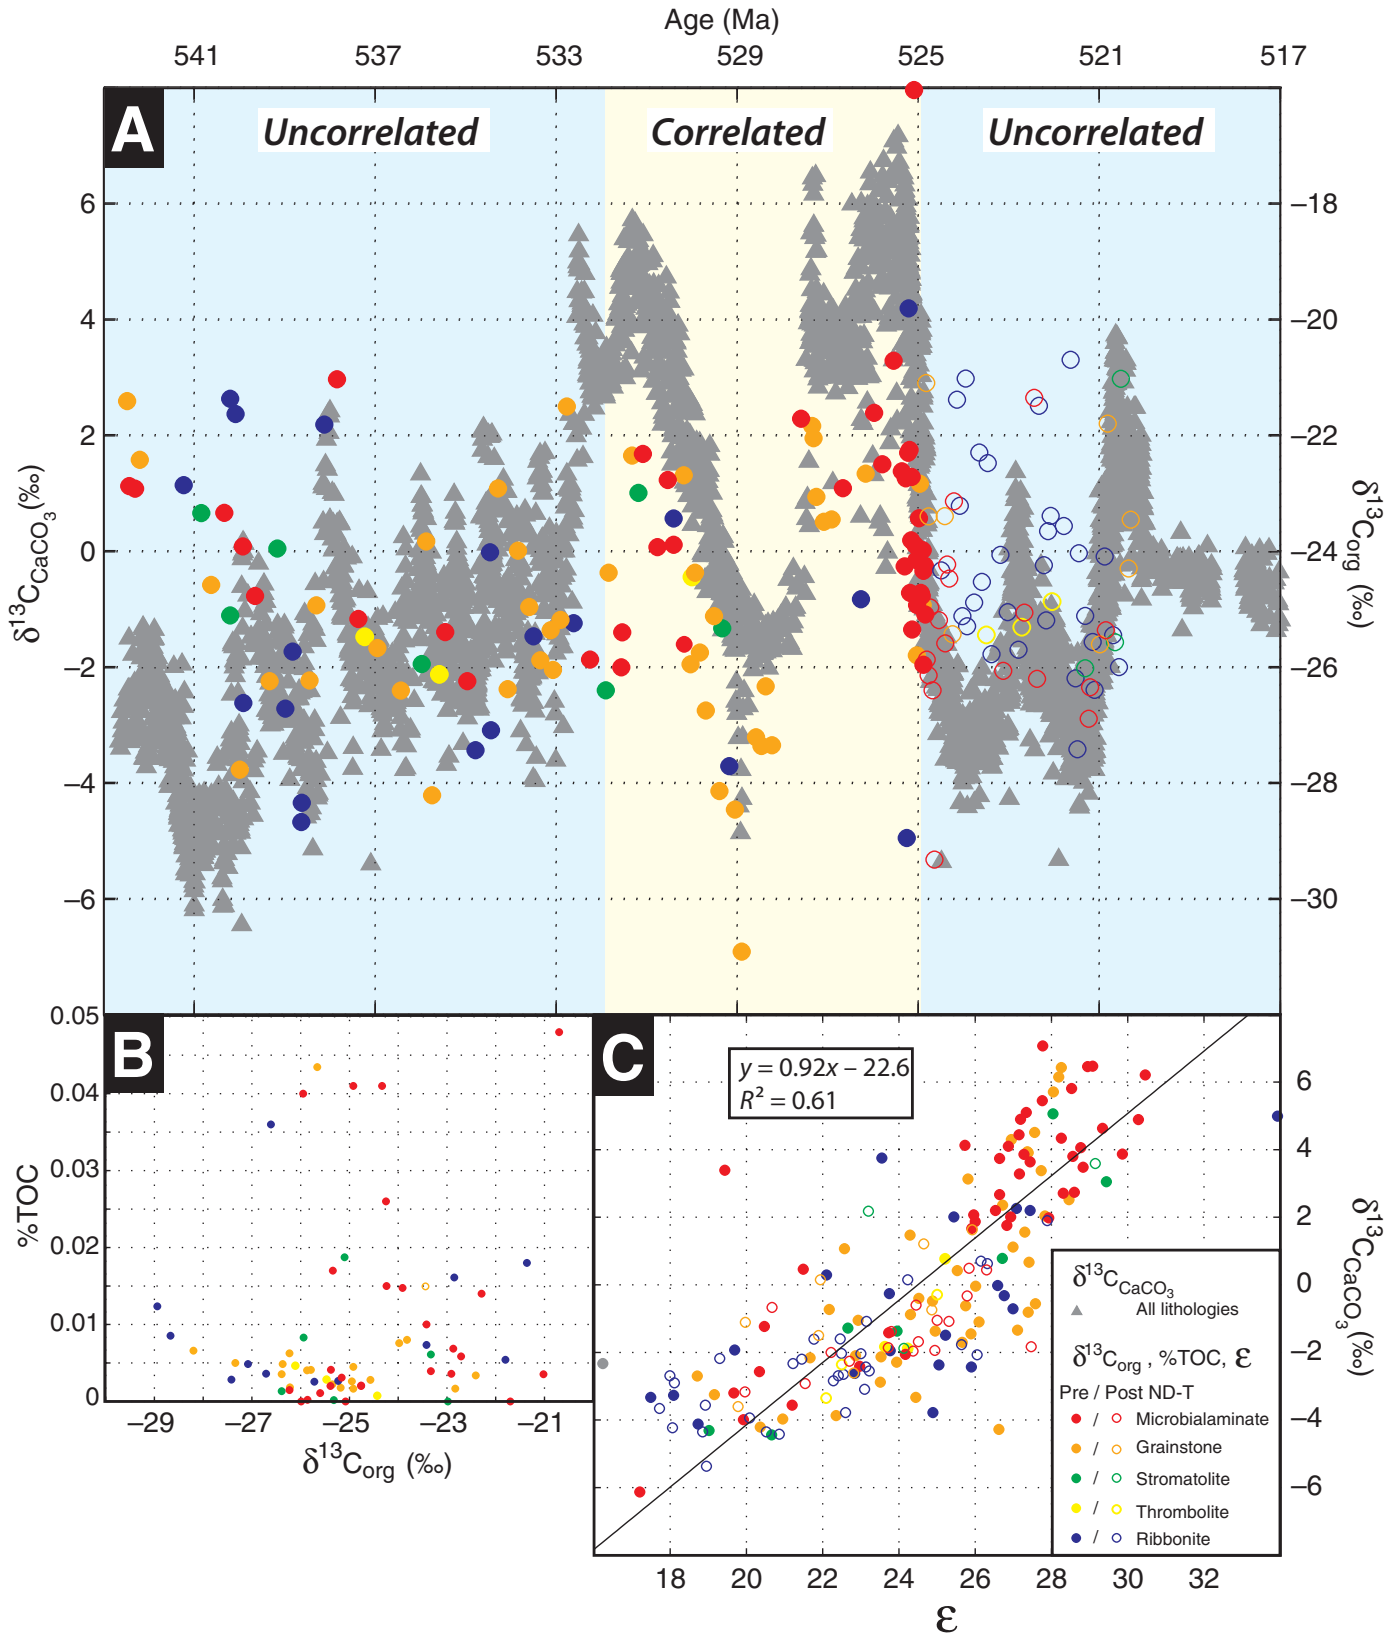 Age (Ma)
541 537 533 529 525 521 517
A
Uncorrelated Correlated Uncorrelated
6
4
2
0
−2
−4
−6
δ13CCaCO3(‰)
−18
−20
−22
−24
−26
−28
−30
δ13Corg (‰)
B
0.05
0.04
0.03
0.02
0.01
0
%TOC
−29 −27 −25 −23 −21
δ13Corg (‰)
C
y = 0.92x − 22.6
R² = 0.61
6
4
2
0
−2
−4
−6
δ13CCaCO3(‰)
18 20 22 24 26 28 30 32
ε
δ13CCaCO3
All lithologies
δ13Corg , %TOC, ε
Pre / Post ND-T
/ Microbialaminate
/ Grainstone
/ Stromatolite
/ Thrombolite
/ Ribbonite